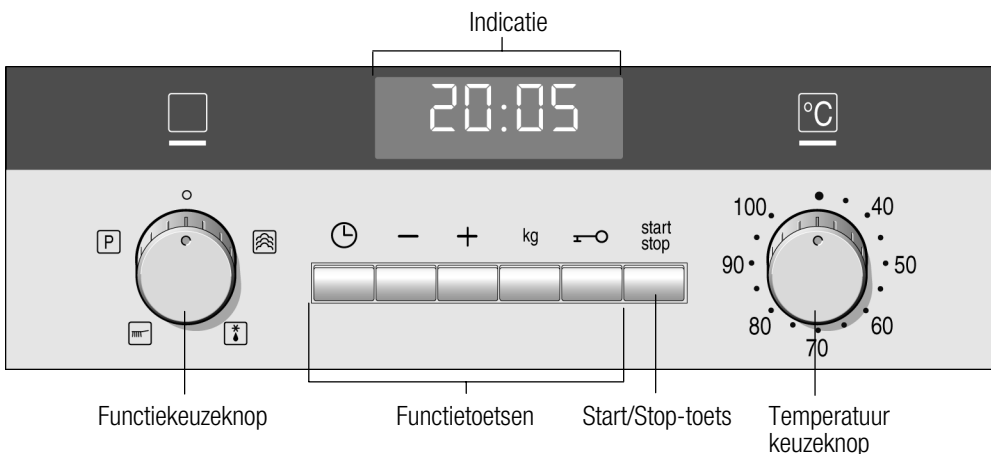 Indicatie
20:05
°C
P
kg
start
stop
100
40
90
50
80
60
70
Functiekeuzeknop
Functietoetsen
Start/Stop-toets
Temperatuur
keuzeknop